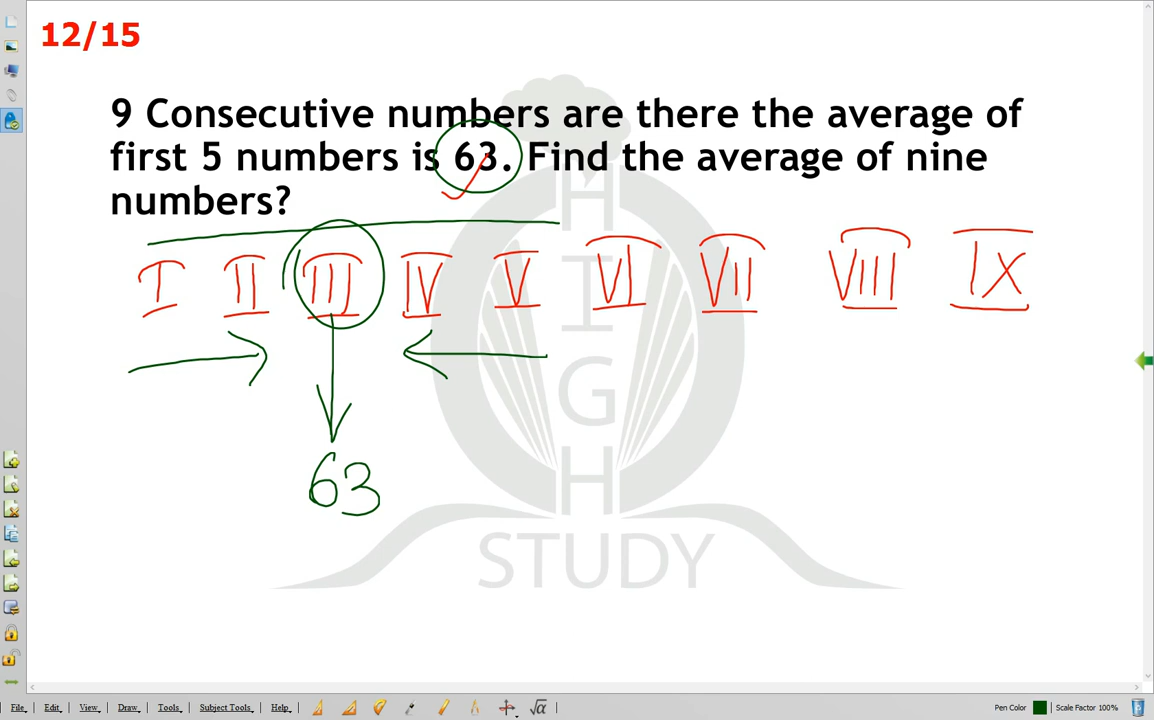 12/15
9 Consecutive numbers are there the average of
first 5 numbers is 63. Find the average of nine
numbers?
I II III IV V VI VII VIII IX
63
HIGH
STUDY
File, Edit, View, Draw, Tools, Subject Tools, Help, √α Pen Color Scale Factor 100%